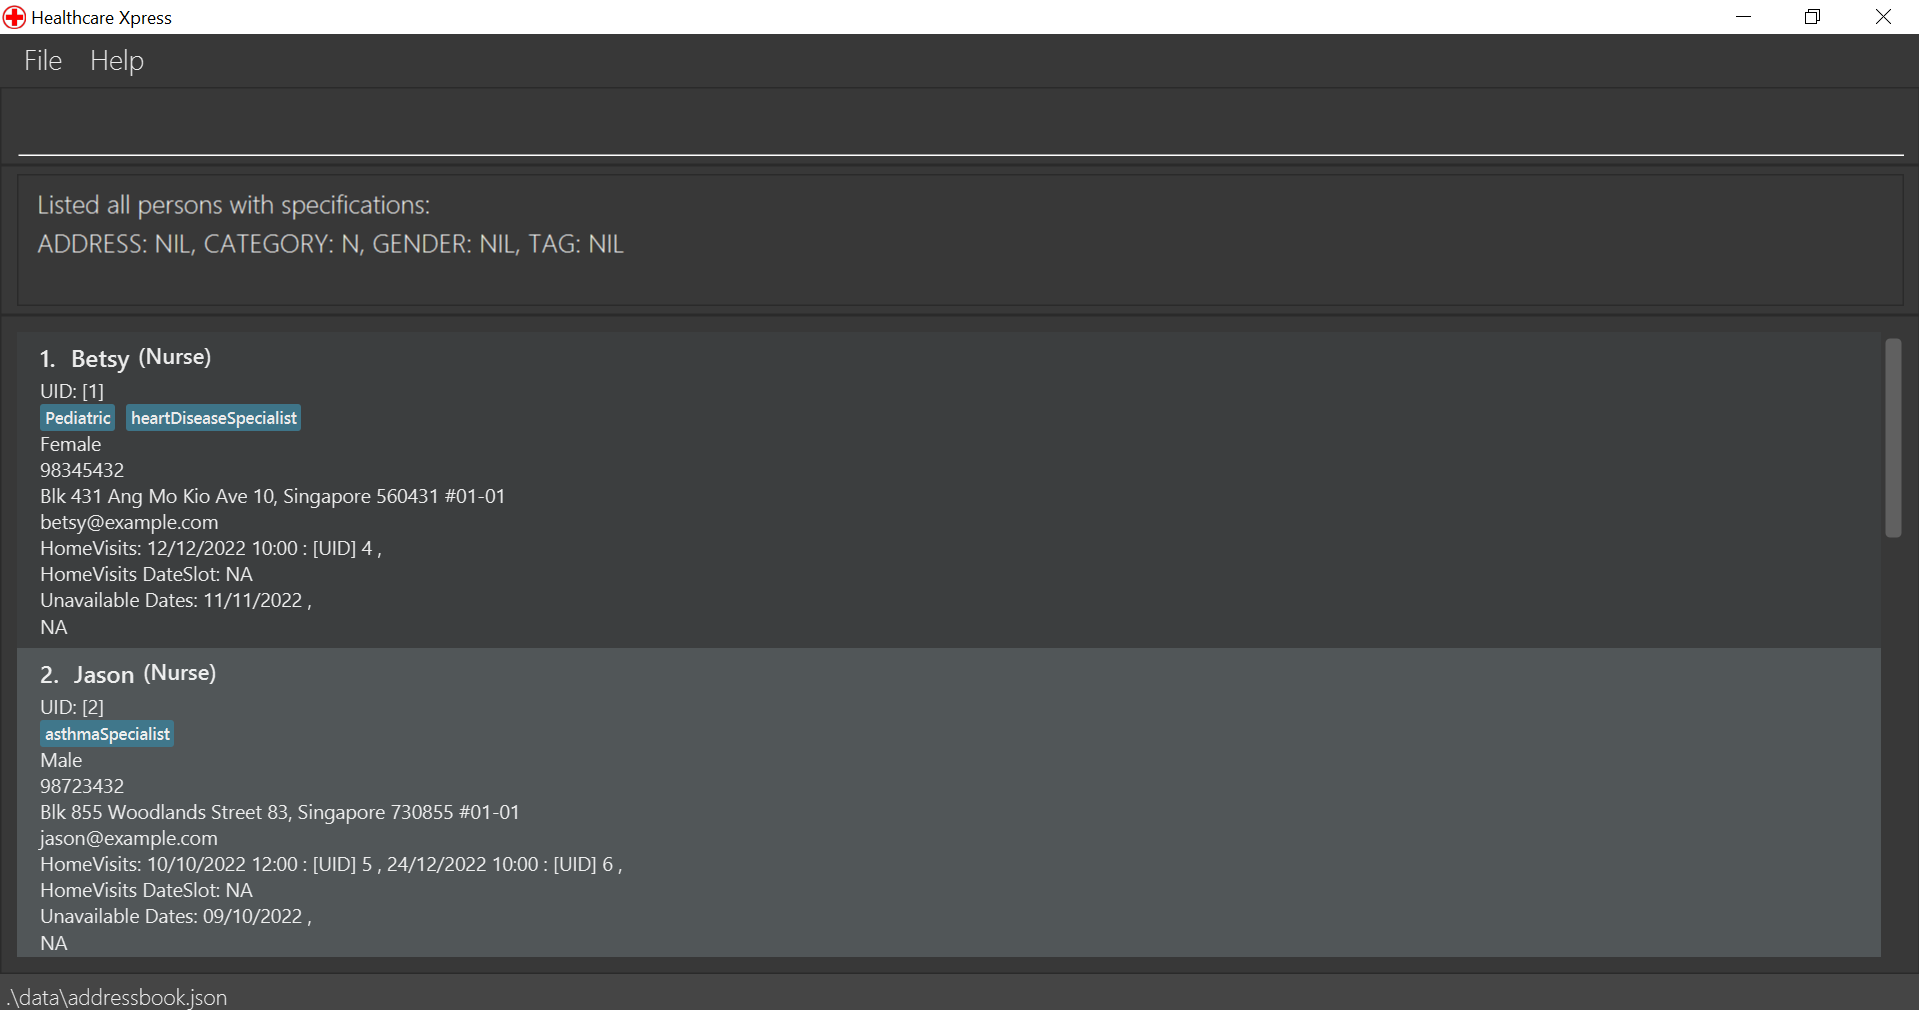 Healthcare Xpress
File Help
Listed all persons with specifications:
ADDRESS: NIL, CATEGORY: N, GENDER: NIL, TAG: NIL
1. Betsy (Nurse)
UID: [1]
Pediatric heartDiseaseSpecialist
Female
98345432
Blk 431 Ang Mo Kio Ave 10, Singapore 560431 #01-01
betsy@example.com
HomeVisits: 12/12/2022 10:00 : [UID] 4 ,
HomeVisits DateSlot: NA
Unavailable Dates: 11/11/2022 ,
NA
2. Jason (Nurse)
UID: [2]
asthmaSpecialist
Male
98723432
Blk 855 Woodlands Street 83, Singapore 730855 #01-01
jason@example.com
HomeVisits: 10/10/2022 12:00 : [UID] 5 , 24/12/2022 10:00 : [UID] 6 ,
HomeVisits DateSlot: NA
Unavailable Dates: 09/10/2022 ,
NA
.\data\addressbook.json